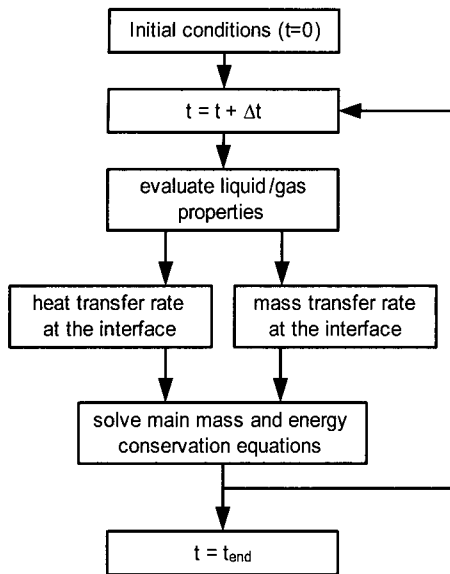 Initial conditions (t=0)
t = t + Δt
evaluate liquid/gas
properties
heat transfer rate
at the interface
mass transfer rate
at the interface
solve main mass and energy
conservation equations
t = tend